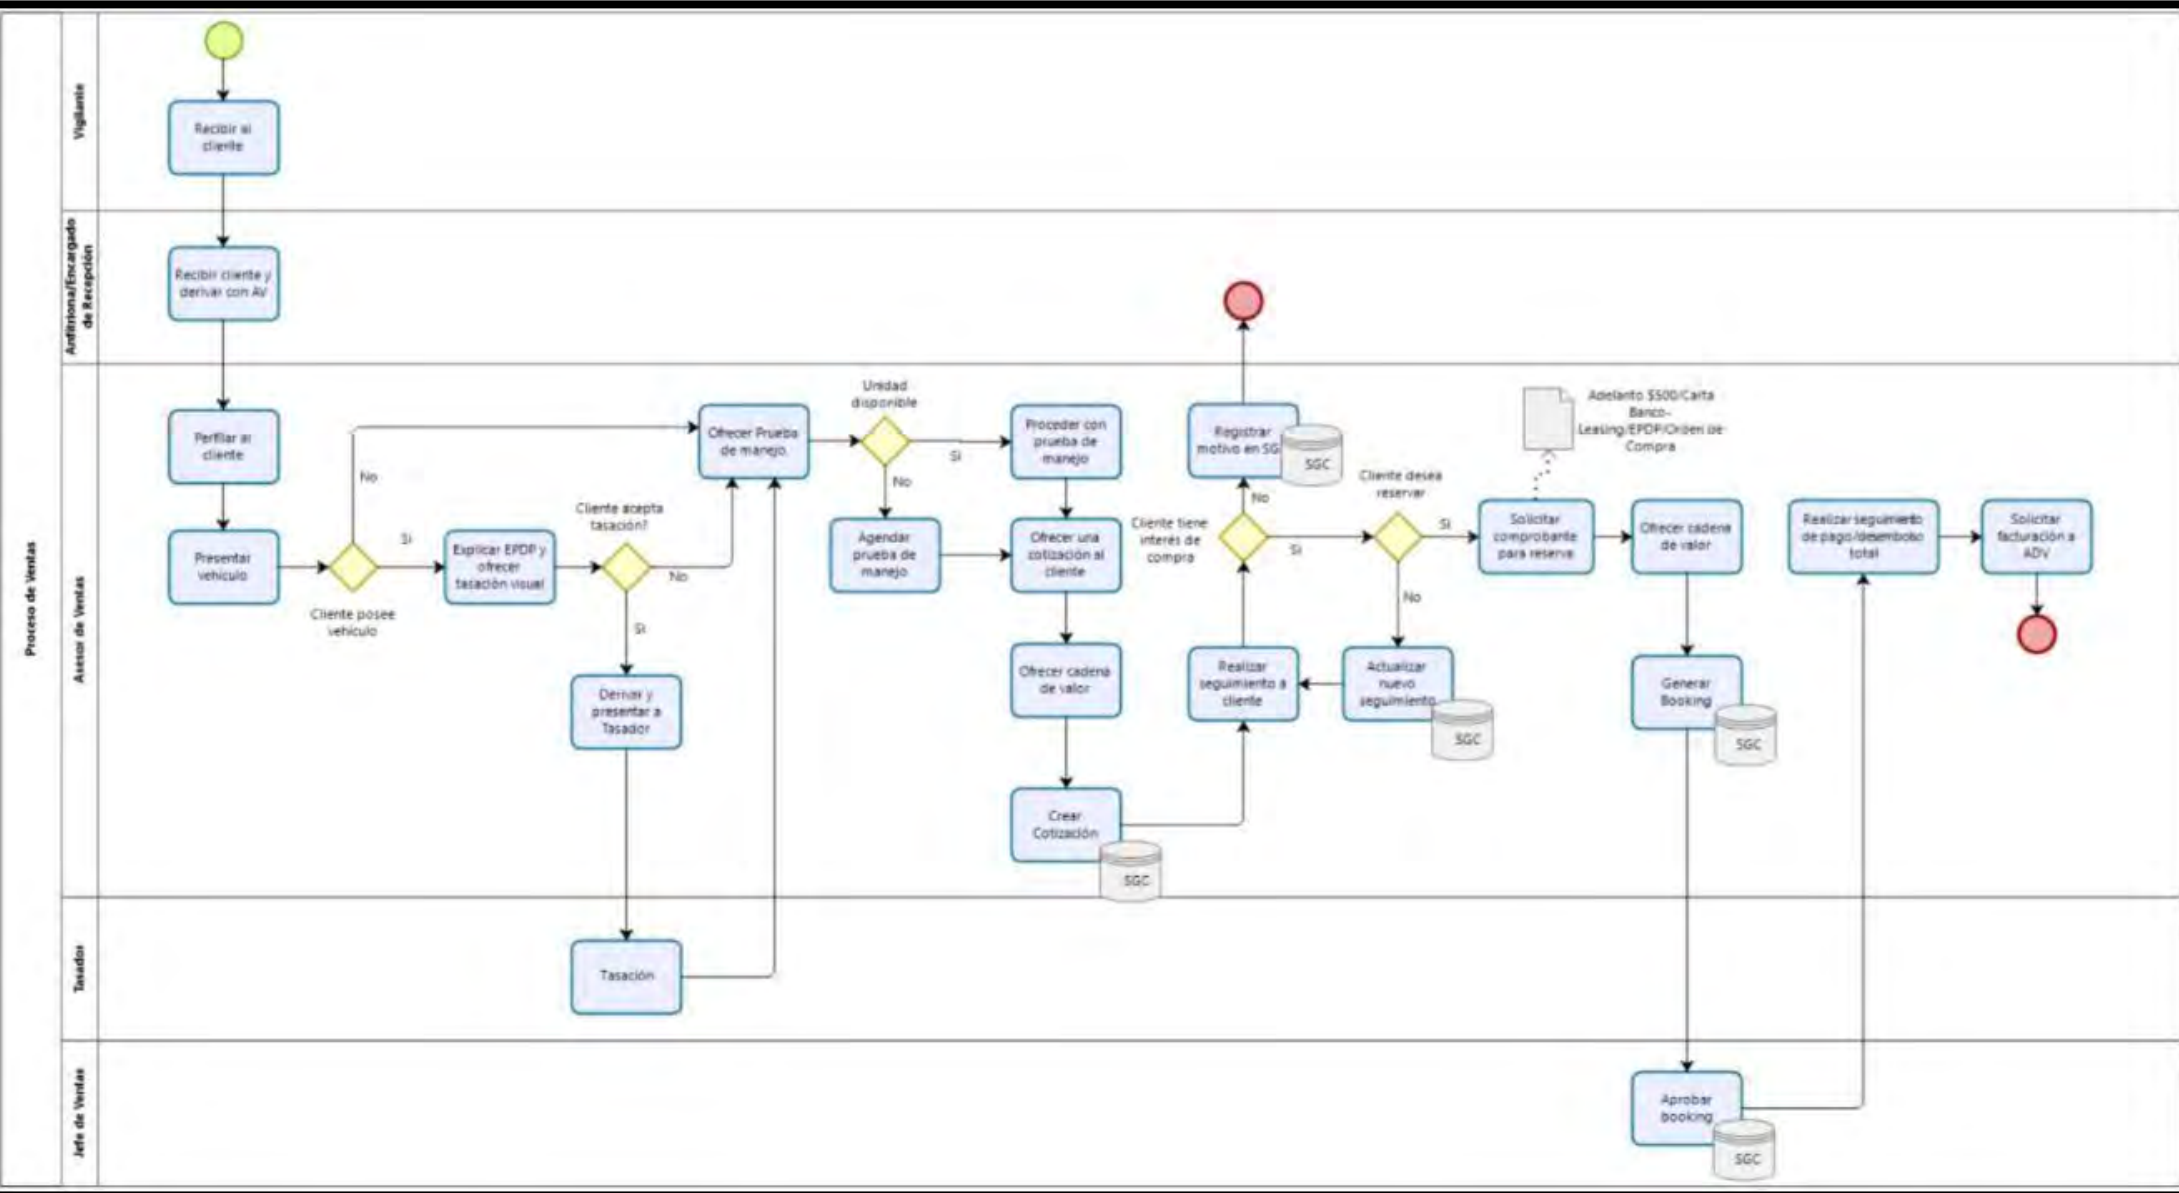 Proceso de Ventas
Vigilante
Recibir al
cliente
Anfitriona/Encargado
de Recepción
Recibir cliente y
derivar con AV
Asesor de Ventas
Perfilar al
cliente
Presentar
vehículo
Cliente posee
vehículo
No
Si
Explicar EPDP y
ofrecer
tasación visual
Cliente acepta
tasación?
No
Si
Derivar y
presentar a
Tasador
Ofrecer Prueba
de manejo
Unidad
disponible
Si
No
Agendar
prueba de
manejo
Proceder con
prueba de
manejo
Ofrecer una
cotización al
cliente
Ofrecer cadena
de valor
Crear
Cotización
SGC
Registrar
motivo en SG
SGC
No
Cliente tiene
interés de
compra
Si
Realizar
seguimiento a
cliente
Cliente desea
reservar
Si
No
Actualizar
nuevo
seguimiento
SGC
Adelanto $500/Carta
Banco-
Leasing/EPDP/Orden de
Compra
Solicitar
comprobante
para reserva
Ofrecer cadena
de valor
Generar
Booking
SGC
Realizar seguimiento
de pago/desembolso
total
Solicitar
facturación a
ADV
Tasador
Tasación
Jefe de Ventas
Aprobar
booking
SGC